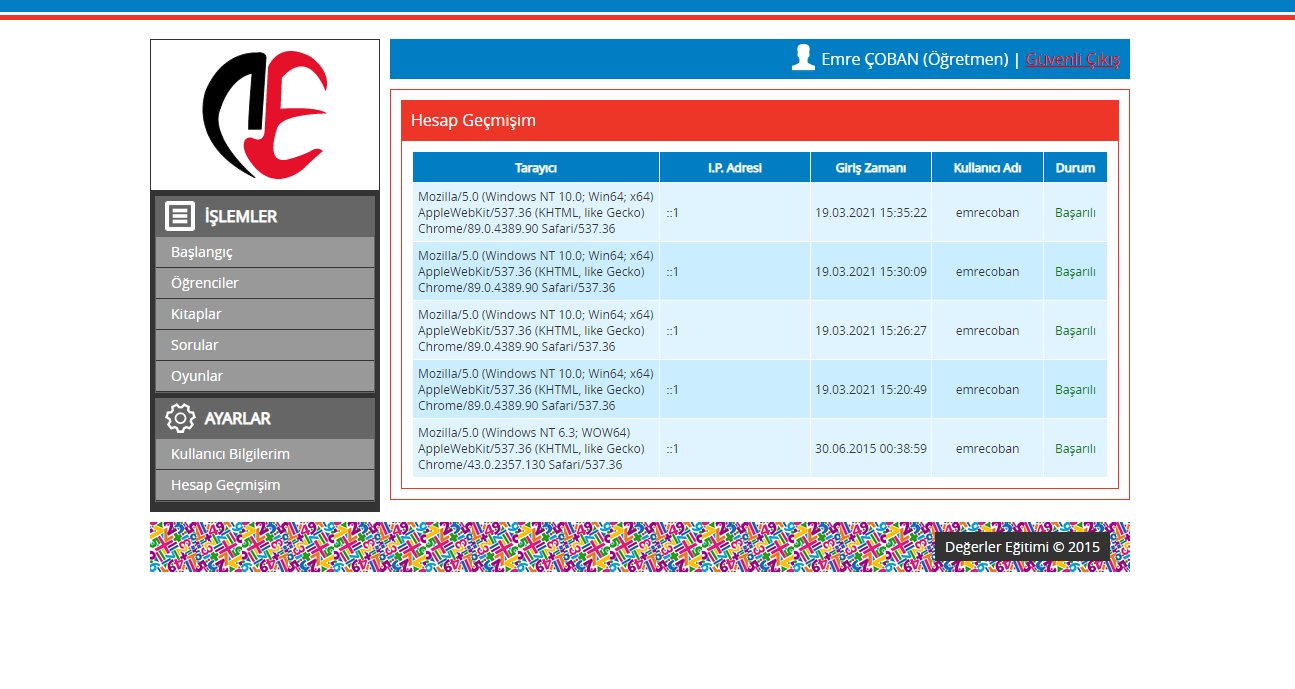 Emre ÇOBAN (Öğretmen) | Güvenli Çıkış
İŞLEMLER
Başlangıç
Öğrenciler
Kitaplar
Sorular
Oyunlar
AYARLAR
Kullanıcı Bilgilerim
Hesap Geçmişim
Hesap Geçmişim
Tarayıcı I.P. Adresi Giriş Zamanı Kullanıcı Adı Durum
Mozilla/5.0 (Windows NT 10.0; Win64; x64)
AppleWebKit/537.36 (KHTML, like Gecko) ::1 19.03.2021 15:35:22 emrecoban Başarılı
Chrome/89.0.4389.90 Safari/537.36
Mozilla/5.0 (Windows NT 10.0; Win64; x64)
AppleWebKit/537.36 (KHTML, like Gecko) ::1 19.03.2021 15:30:09 emrecoban Başarılı
Chrome/89.0.4389.90 Safari/537.36
Mozilla/5.0 (Windows NT 10.0; Win64; x64)
AppleWebKit/537.36 (KHTML, like Gecko) ::1 19.03.2021 15:26:27 emrecoban Başarılı
Chrome/89.0.4389.90 Safari/537.36
Mozilla/5.0 (Windows NT 10.0; Win64; x64)
AppleWebKit/537.36 (KHTML, like Gecko) ::1 19.03.2021 15:20:49 emrecoban Başarılı
Chrome/89.0.4389.90 Safari/537.36
Mozilla/5.0 (Windows NT 6.3; WOW64)
AppleWebKit/537.36 (KHTML, like Gecko) ::1 30.06.2015 00:38:59 emrecoban Başarılı
Chrome/43.0.2357.130 Safari/537.36
Değerler Eğitimi © 2015